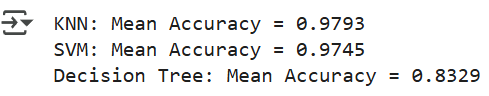 KNN: Mean Accuracy = 0.9793
SVM: Mean Accuracy = 0.9745
Decision Tree: Mean Accuracy = 0.8329